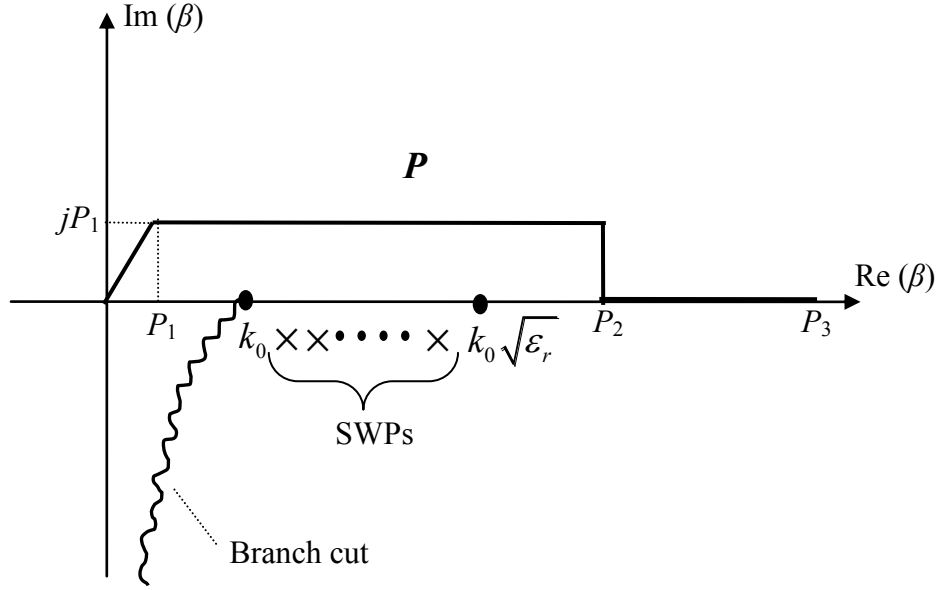 Im (β)
P
jP₁
Re (β)
P₁
k₀
k₀√εᵣ
P₂
P₃
SWPs
Branch cut